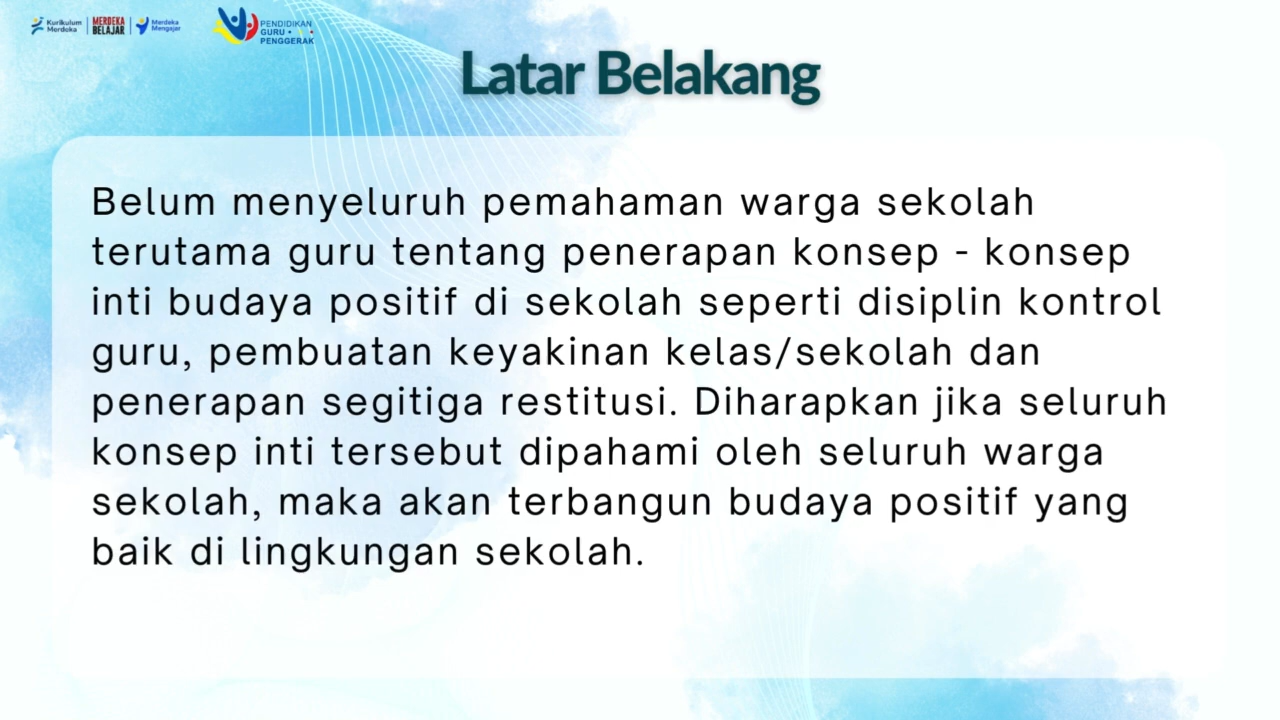 Kurikulum
Merdeka
MERDEKA
BELAJAR
Merdeka
Mengajar
PENDIDIKAN
GURU
PENGGERAK
Latar Belakang
Belum menyeluruh pemahaman warga sekolah
terutama guru tentang penerapan konsep - konsep
inti budaya positif di sekolah seperti disiplin kontrol
guru, pembuatan keyakinan kelas/sekolah dan
penerapan segitiga restitusi. Diharapkan jika seluruh
konsep inti tersebut dipahami oleh seluruh warga
sekolah, maka akan terbangun budaya positif yang
baik di lingkungan sekolah.